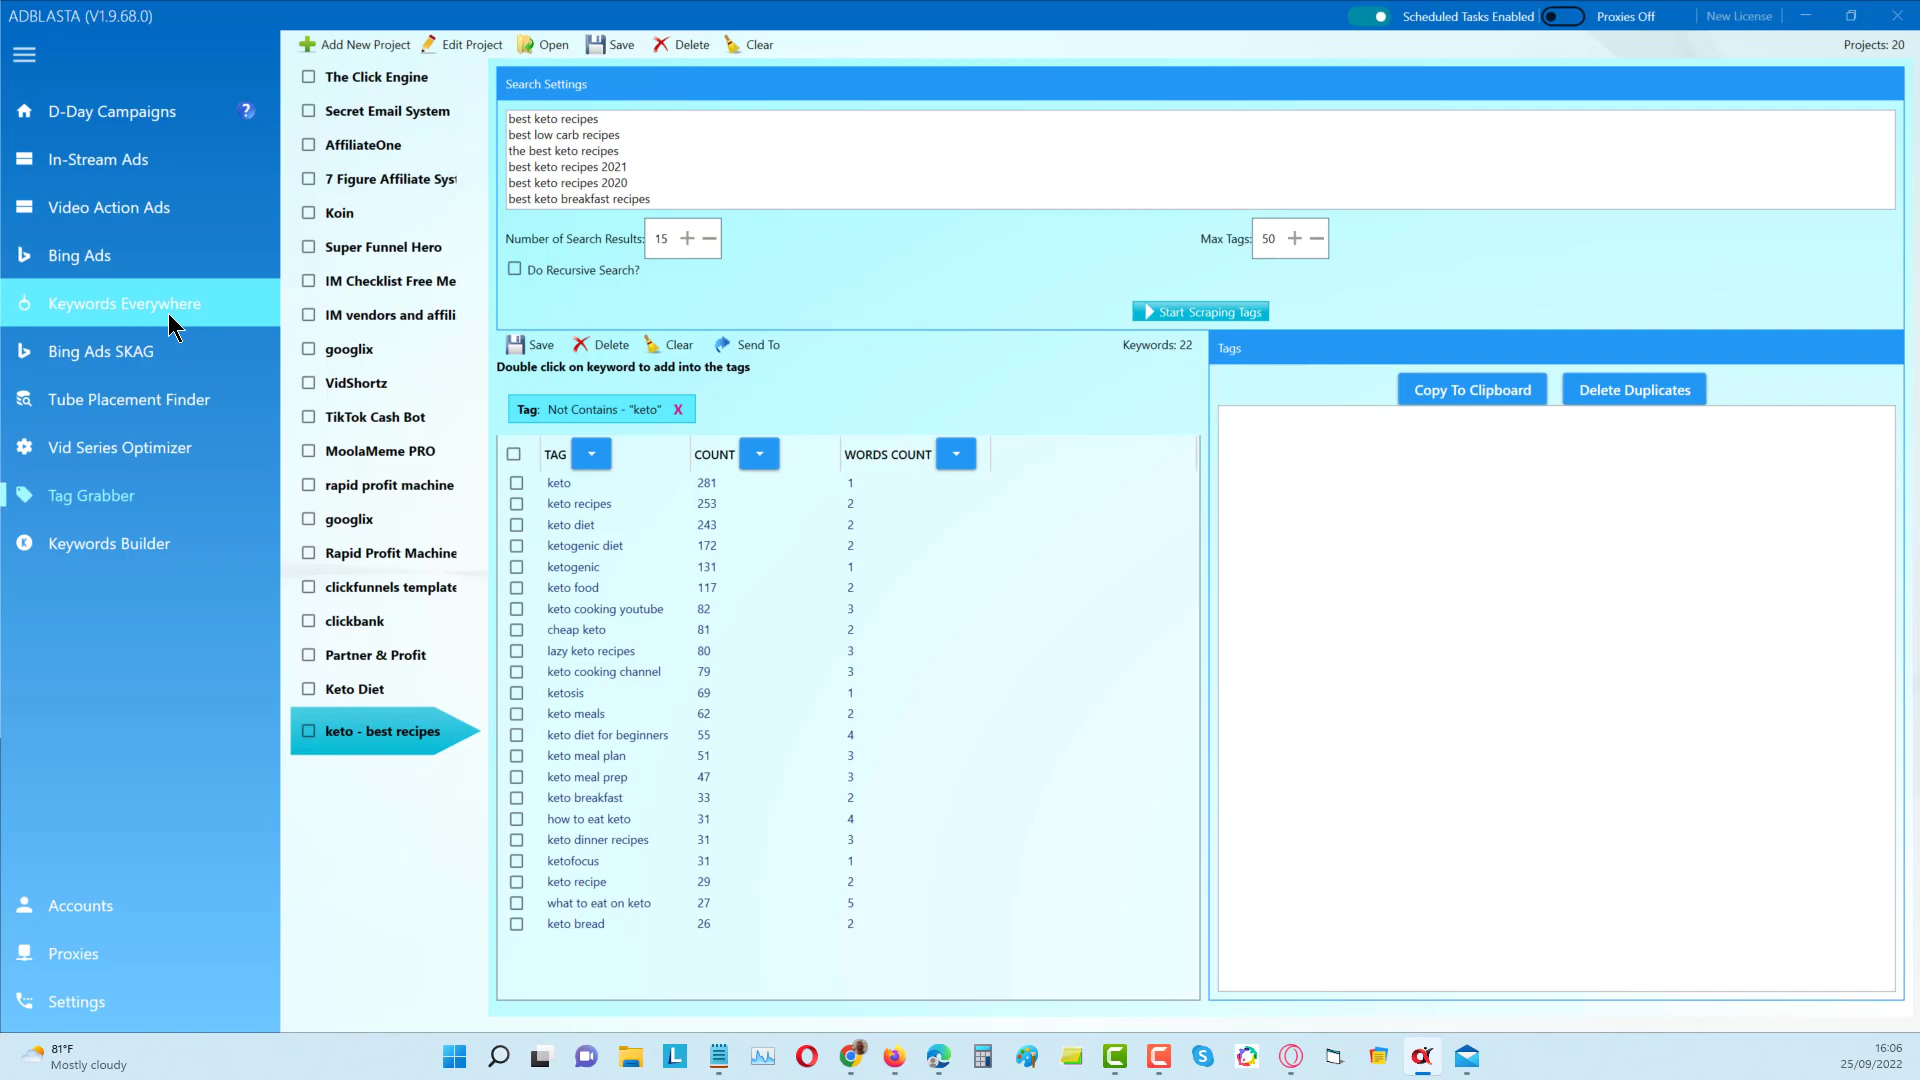 ADBLASTA (V1.9.68.0)
Scheduled Tasks Enabled
Proxies Off
New License
D-Day Campaigns
?
In-Stream Ads
Video Action Ads
Bing Ads
Keywords Everywhere
Bing Ads SKAG
Tube Placement Finder
Vid Series Optimizer
Tag Grabber
Keywords Builder
Accounts
Proxies
Settings
Add New Project
Edit Project
Open
Save
Delete
Clear
Projects: 20
The Click Engine
Secret Email System
AffiliateOne
7 Figure Affiliate Syst
Koin
Super Funnel Hero
IM Checklist Free Me
IM vendors and affili
googlix
VidShortz
TikTok Cash Bot
MoolaMeme PRO
rapid profit machine
googlix
Rapid Profit Machine
clickfunnels template
clickbank
Partner & Profit
Keto Diet
keto - best recipes
Search Settings
best keto recipes
best low carb recipes
the best keto recipes
best keto recipes 2021
best keto recipes 2020
best keto breakfast recipes
Number of Search Results: 15
Max Tags: 50
Do Recursive Search?
Start Scraping Tags
Save
Delete
Clear
Send To
Keywords: 22
Double click on keyword to add into the tags
Tag: Not Contains - "keto" X
TAG COUNT WORDS COUNT
keto 281 1
keto recipes 253 2
keto diet 243 2
ketogenic diet 172 2
ketogenic 131 1
keto food 117 2
keto cooking youtube 82 3
cheap keto 81 2
lazy keto recipes 80 3
keto cooking channel 79 3
ketosis 69 1
keto meals 62 2
keto diet for beginners 55 4
keto meal plan 51 3
keto meal prep 47 3
keto breakfast 33 2
how to eat keto 31 4
keto dinner recipes 31 3
ketofocus 31 1
keto recipe 29 2
what to eat on keto 27 5
keto bread 26 2
Tags
Copy To Clipboard
Delete Duplicates
81°F
Mostly cloudy
16:06
25/09/2022